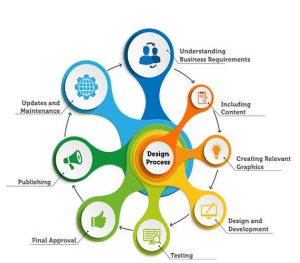 Understanding
Business Requirements
Including
Content
Creating Relevant
Graphics
Design and
Development
Testing
Final Approval
Publishing
Updates and
Maintenance
Design
Process